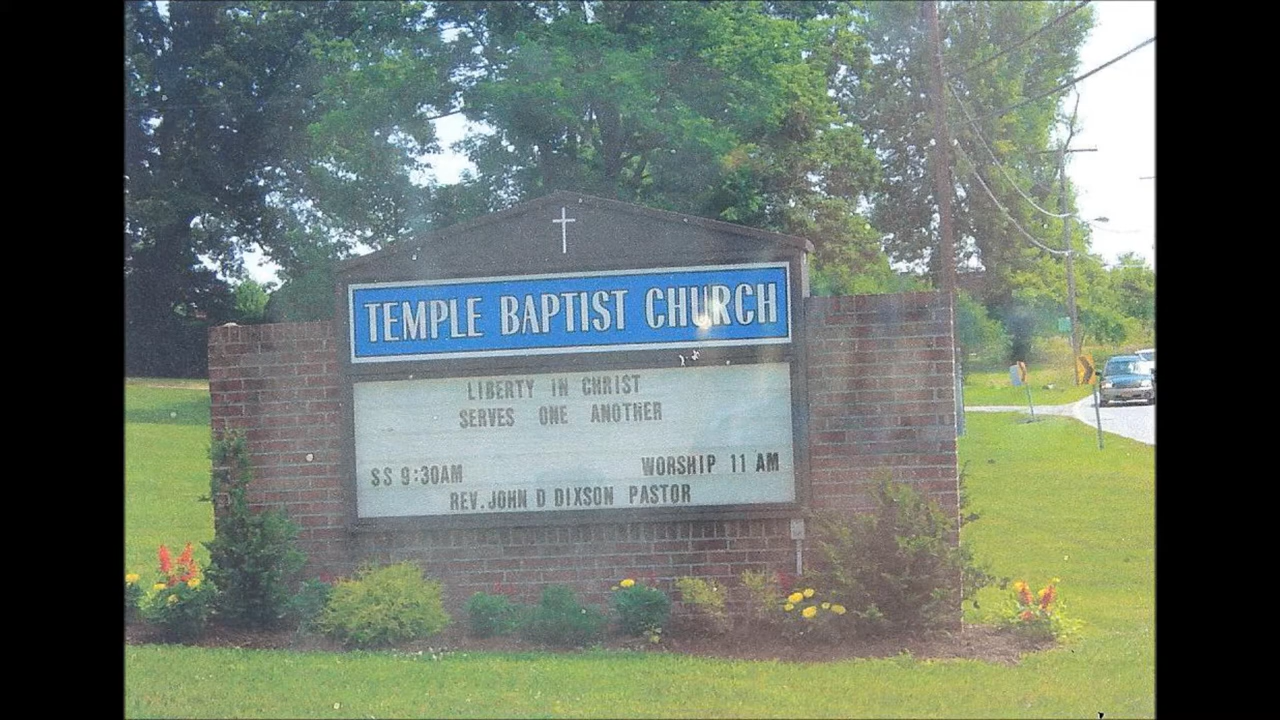 TEMPLE BAPTIST CHURCH
LIBERTY IN CHRIST
SERVES ONE ANOTHER
SS 9:30AM WORSHIP 11 AM
REV. JOHN D DIXSON PASTOR